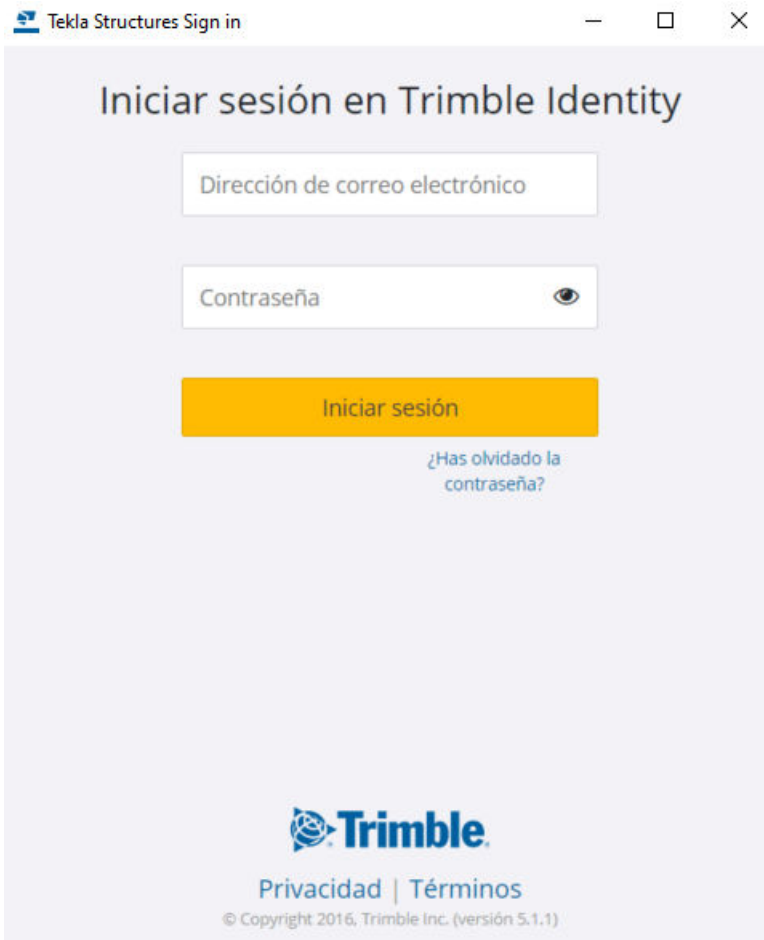 Tekla Structures Sign in
Iniciar sesión en Trimble Identity
Dirección de correo electrónico
Contraseña
Iniciar sesión
¿Has olvidado la
contraseña?
Trimble.
Privacidad | Términos
© Copyright 2016, Trimble Inc. (versión 5.1.1)